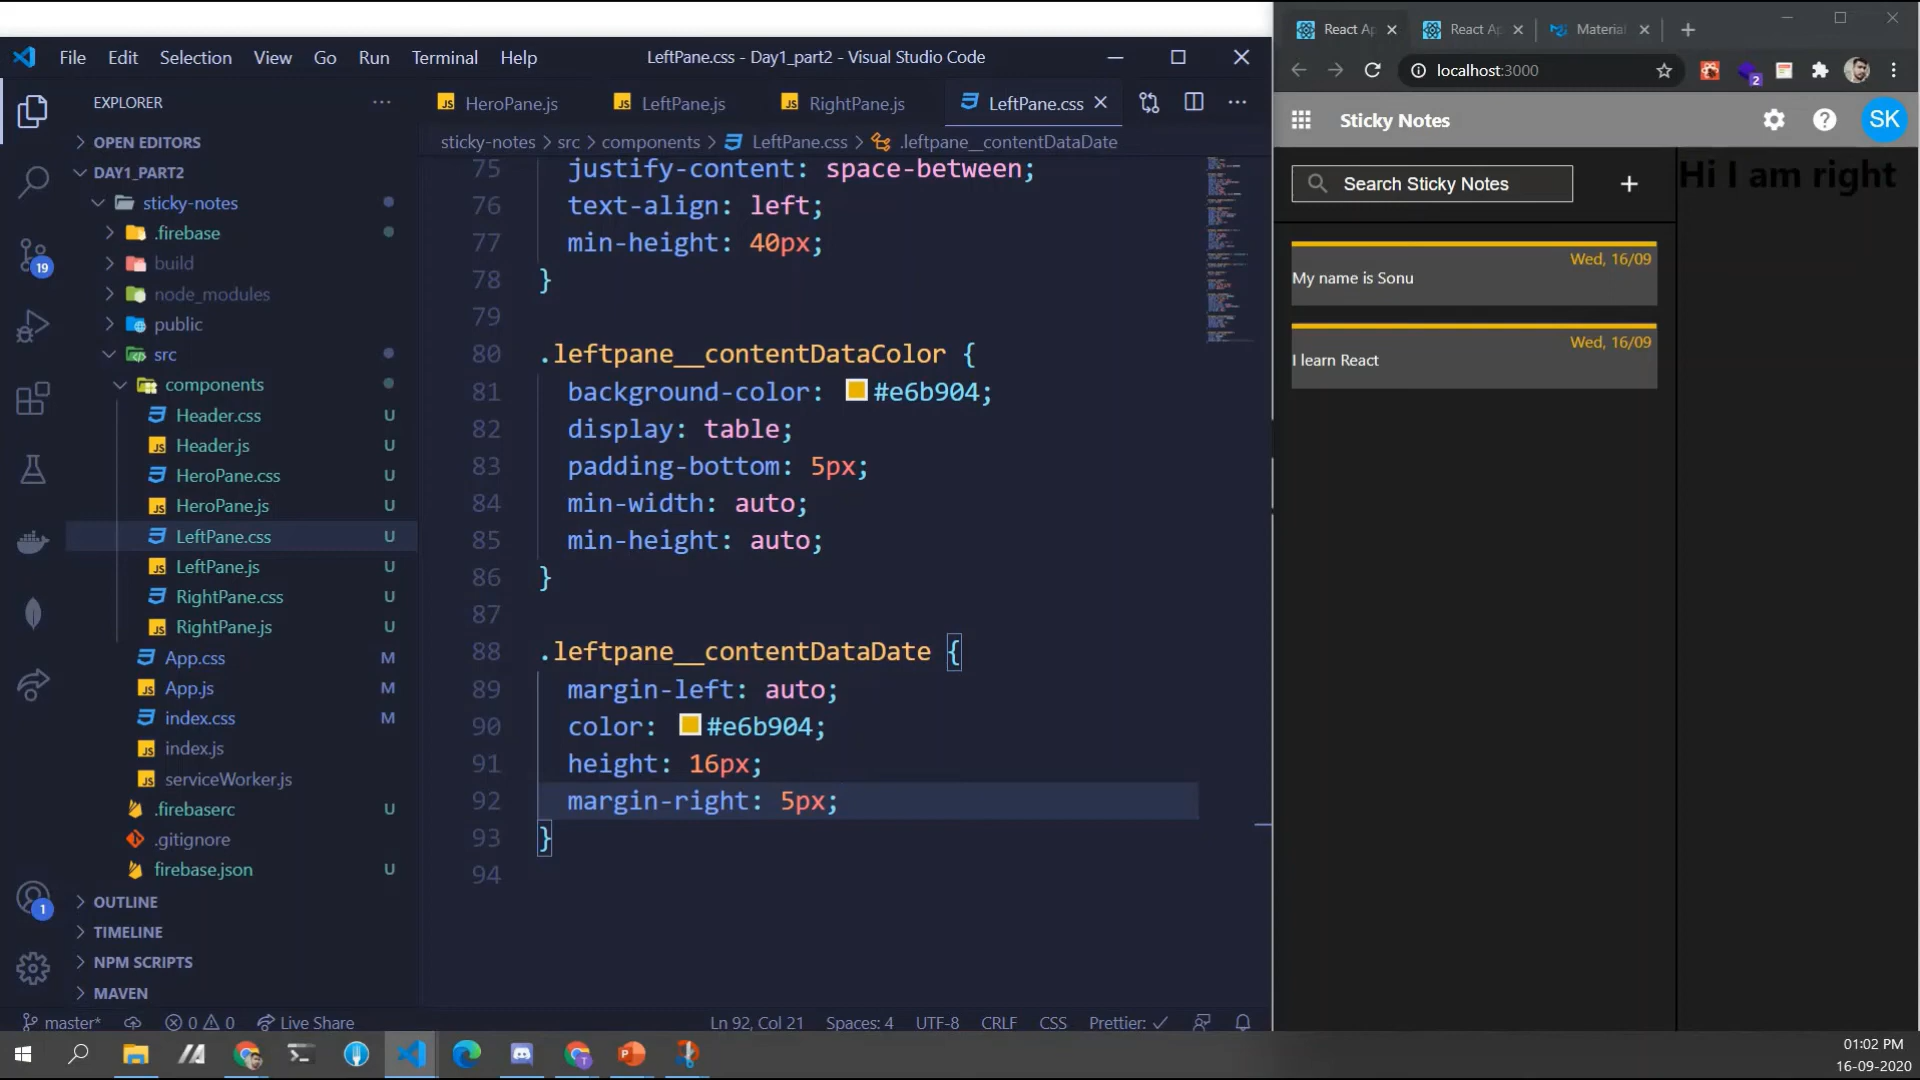 File Edit Selection View Go Run Terminal Help
LeftPane.css - Day1_part2 - Visual Studio Code
EXPLORER
OPEN EDITORS
DAY1_PART2
sticky-notes
.firebase
build
node_modules
public
src
components
Header.css U
Header.js U
HeroPane.css U
HeroPane.js U
LeftPane.css U
LeftPane.js U
RightPane.css U
RightPane.js U
App.css M
App.js M
index.css M
index.js
serviceWorker.js
.firebaserc U
.gitignore
firebase.json U
OUTLINE
TIMELINE
NPM SCRIPTS
MAVEN
19
1
HeroPane.js LeftPane.js RightPane.js LeftPane.css
sticky-notes > src > components > LeftPane.css > .leftpane__contentDataDate
75 justify-content: space-between;
76 text-align: left;
77 min-height: 40px;
78 }
79
80 .leftpane__contentDataColor {
81 background-color: #e6b904;
82 display: table;
83 padding-bottom: 5px;
84 min-width: auto;
85 min-height: auto;
86 }
87
88 .leftpane__contentDataDate {
89 margin-left: auto;
90 color: #e6b904;
91 height: 16px;
92 margin-right: 5px;
93 }
94
master* 0 0 Live Share
Ln 92, Col 21 Spaces: 4 UTF-8 CRLF CSS Prettier: ✓
React Ap React Ap Material
localhost:3000
2
Sticky Notes
SK
Search Sticky Notes +
Hi I am right
Wed, 16/09
My name is Sonu
Wed, 16/09
I learn React
01:02 PM
16-09-2020